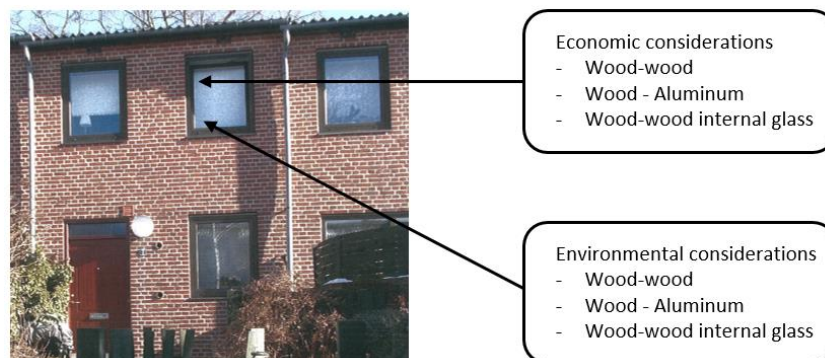 Economic considerations
- Wood-wood
- Wood - Aluminum
- Wood-wood internal glass
Environmental considerations
- Wood-wood
- Wood - Aluminum
- Wood-wood internal glass